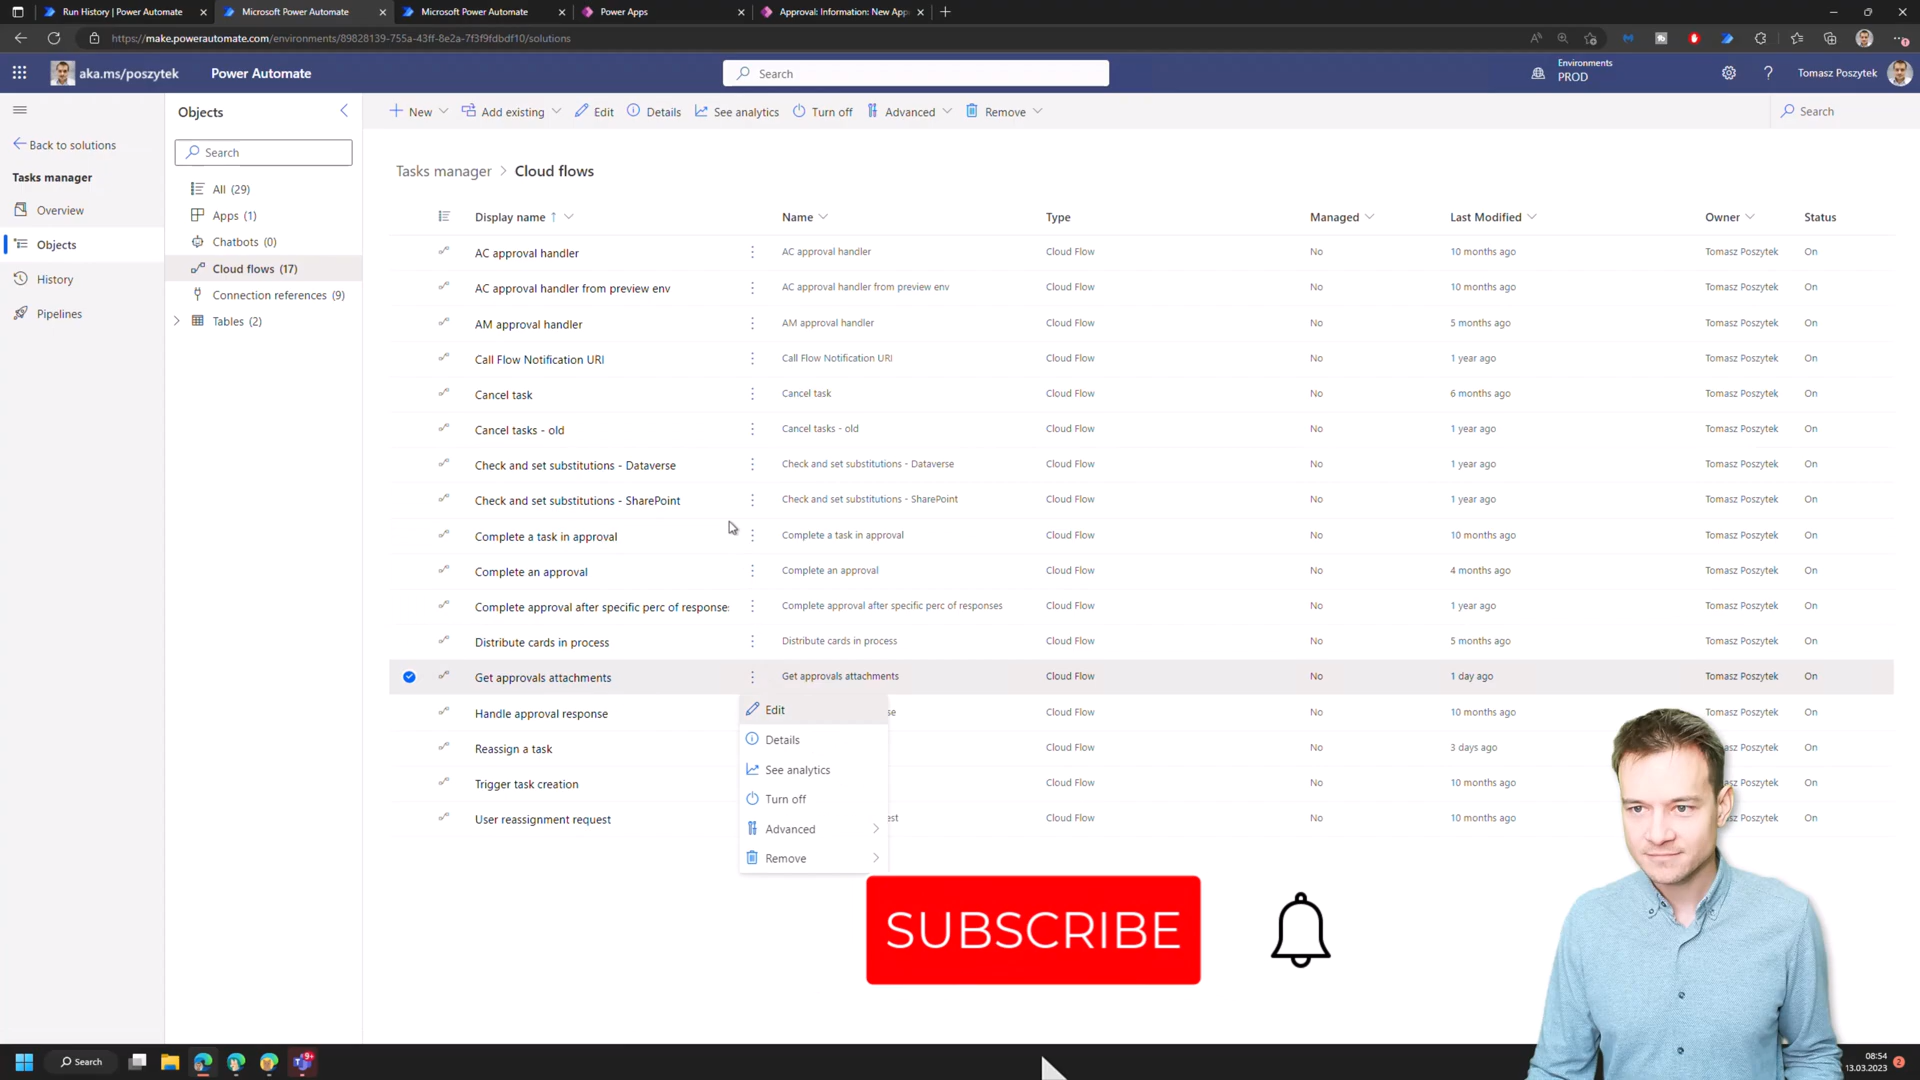 Run History | Power Automate
Microsoft Power Automate
Microsoft Power Automate
Power Apps
Approval: Information: New App
https://make.powerautomate.com/environments/89828139-755a-43ff-8e2a-7f3f9fdbdf10/solutions
aka.ms/poszytek
Power Automate
Search
Environments
PROD
Tomasz Poszytek
Objects
New
Add existing
Edit
Details
See analytics
Turn off
Advanced
Remove
Search
Back to solutions
Tasks manager
Overview
Objects
History
Pipelines
Search
All (29)
Apps (1)
Chatbots (0)
Cloud flows (17)
Connection references (9)
Tables (2)
Tasks manager > Cloud flows
Display name ↑ Name Type Managed Last Modified Owner Status
AC approval handler AC approval handler Cloud Flow No 10 months ago Tomasz Poszytek On
AC approval handler from preview env AC approval handler from preview env Cloud Flow No 10 months ago Tomasz Poszytek On
AM approval handler AM approval handler Cloud Flow No 5 months ago Tomasz Poszytek On
Call Flow Notification URI Call Flow Notification URI Cloud Flow No 1 year ago Tomasz Poszytek On
Cancel task Cancel task Cloud Flow No 6 months ago Tomasz Poszytek On
Cancel tasks - old Cancel tasks - old Cloud Flow No 1 year ago Tomasz Poszytek On
Check and set substitutions - Dataverse Check and set substitutions - Dataverse Cloud Flow No 1 year ago Tomasz Poszytek On
Check and set substitutions - SharePoint Check and set substitutions - SharePoint Cloud Flow No 1 year ago Tomasz Poszytek On
Complete a task in approval Complete a task in approval Cloud Flow No 10 months ago Tomasz Poszytek On
Complete an approval Complete an approval Cloud Flow No 4 months ago Tomasz Poszytek On
Complete approval after specific perc of response Complete approval after specific perc of responses Cloud Flow No 1 year ago Tomasz Poszytek On
Distribute cards in process Distribute cards in process Cloud Flow No 5 months ago Tomasz Poszytek On
Get approvals attachments Get approvals attachments Cloud Flow No 1 day ago Tomasz Poszytek On
Handle approval response se Cloud Flow No 10 months ago Tomasz Poszytek On
Reassign a task Cloud Flow No 3 days ago Tomasz Poszytek On
Trigger task creation Cloud Flow No 10 months ago sz Poszytek On
User reassignment request est Cloud Flow No 10 months ago sz Poszytek On
Edit
Details
See analytics
Turn off
Advanced
Remove
SUBSCRIBE
Search
9+
08:54
13.03.2023
2